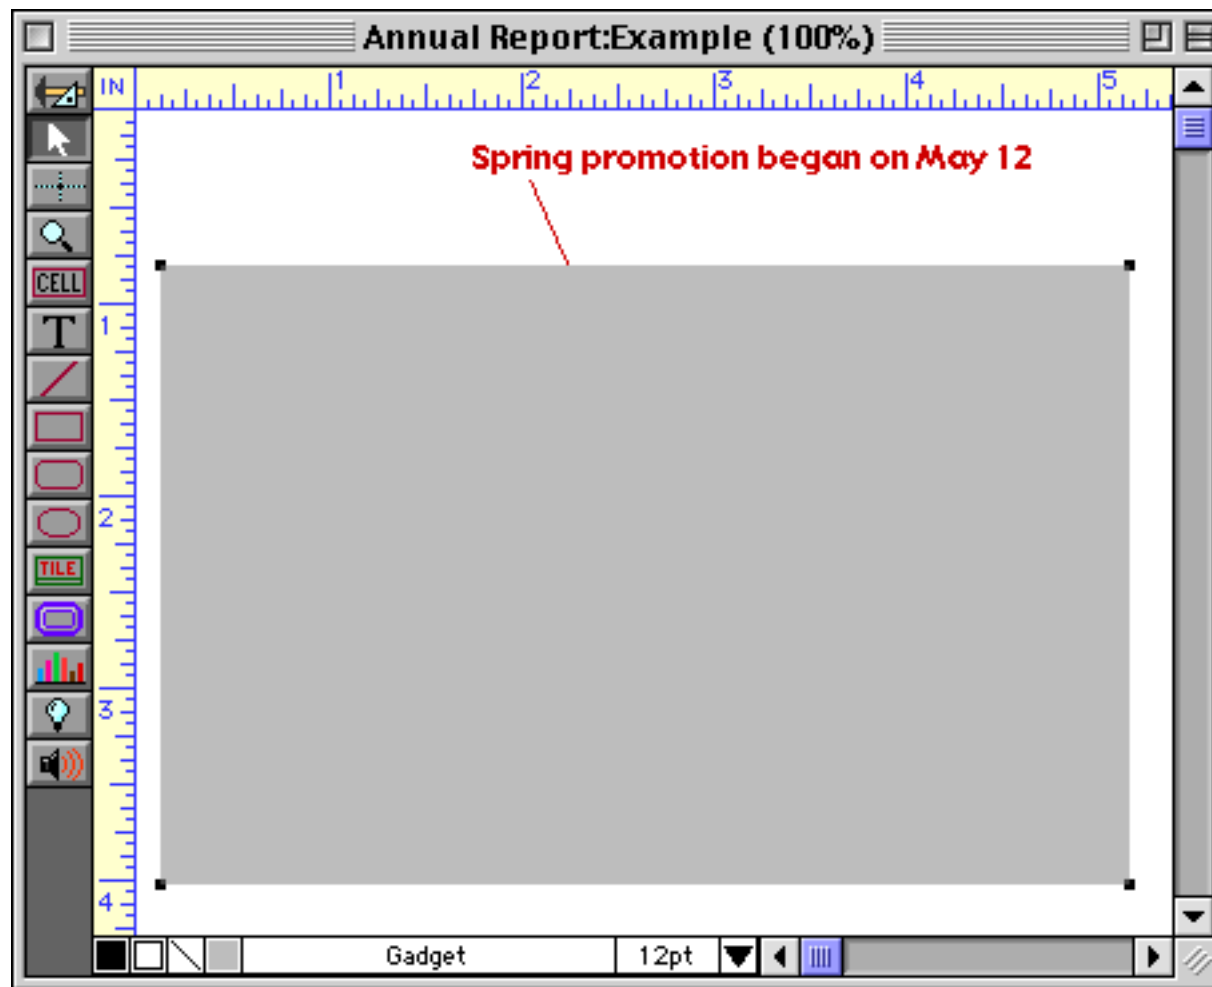 Annual Report:Example (100%)
IN
1 2 3 4 5
Spring promotion began on May 12
CELL
T
1
2
TILE
3
4
Gadget 12pt